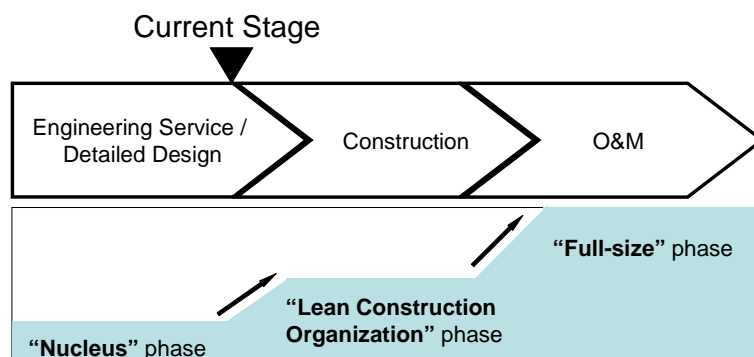 Current Stage
Engineering Service /
Detailed Design
Construction
O&M
“Full-size” phase
“Lean Construction
Organization” phase
“Nucleus” phase